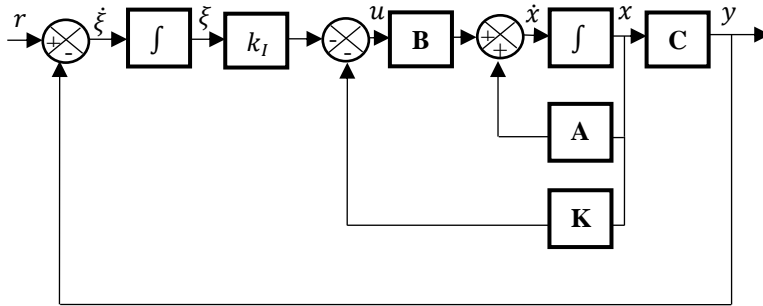 r + - ξ̇ ∫ ξ k_I - - u B + + ẋ ∫ x C y
A
K